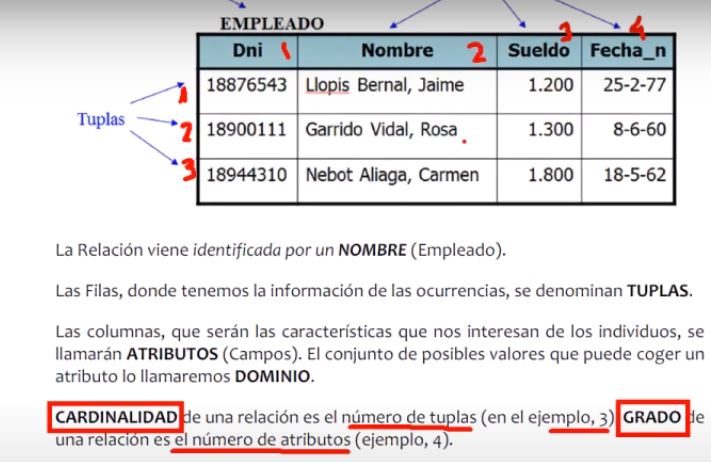 EMPLEADO
Dni 1 Nombre 2 Sueldo 3 Fecha_n 4
1 18876543 Llopis Bernal, Jaime 1.200 25-2-77
Tuplas
2 18900111 Garrido Vidal, Rosa 1.300 8-6-60
3 18944310 Nebot Aliaga, Carmen 1.800 18-5-62
La Relación viene identificada por un NOMBRE (Empleado).
Las Filas, donde tenemos la información de las ocurrencias, se denominan TUPLAS.
Las columnas, que serán las características que nos interesan de los individuos, se
llamarán ATRIBUTOS (Campos). El conjunto de posibles valores que puede coger un
atributo lo llamaremos DOMINIO.
CARDINALIDAD de una relación es el número de tuplas (en el ejemplo, 3) GRADO de
una relación es el número de atributos (ejemplo, 4).